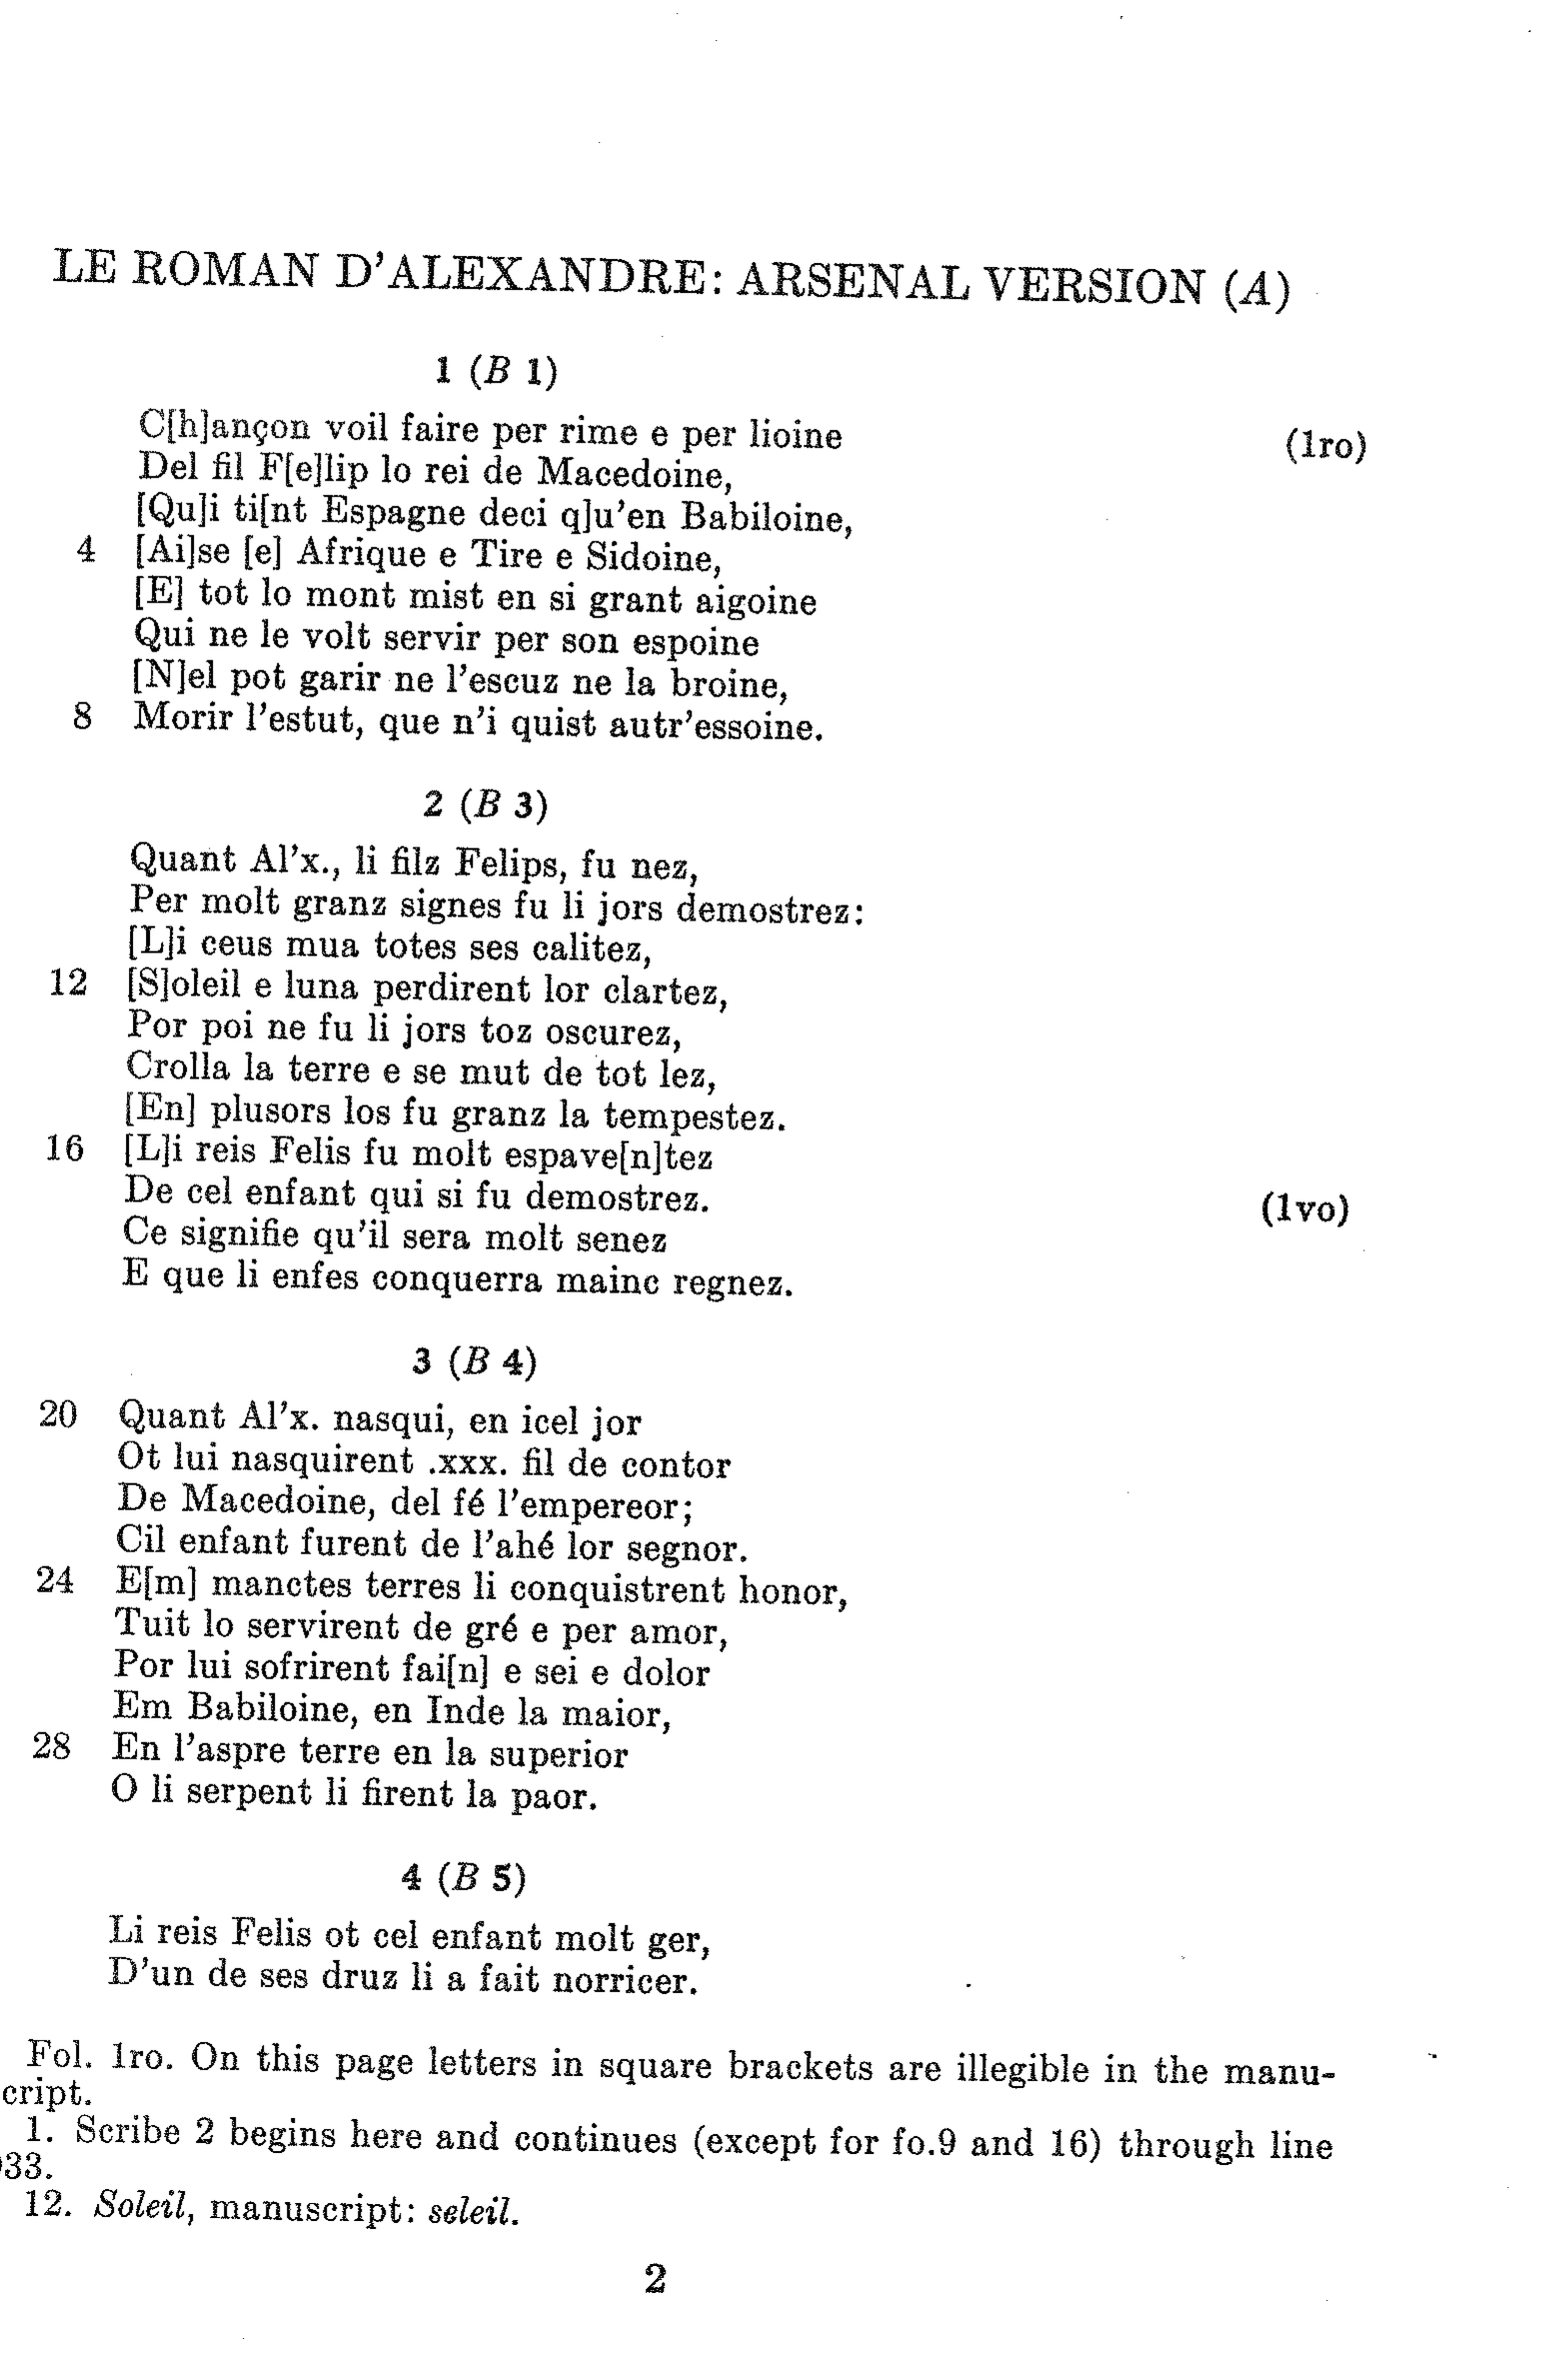 LE ROMAN D'ALEXANDRE: ARSENAL VERSION (A)
1 (B 1)
C[h]ançon voil faire per rime e per lioine (1ro)
Del fil F[e]lip lo rei de Macedoine,
[Qu]i ti[nt Espagne deci q]u'en Babiloine,
4 [Ai]se [e] Afrique e Tire e Sidoine,
[E] tot lo mont mist en si grant aigoine
Qui ne le volt servir per son espoine
[N]el pot garir ne l'escuz ne la broine,
8 Morir l'estut, que n'i quist autr'essoine.
2 (B 3)
Quant Al'x., li filz Felips, fu nez,
Per molt granz signes fu li jors demostrez:
[L]i ceus mua totes ses calitez,
12 [S]oleil e luna perdirent lor clartez,
Por poi ne fu li jors toz oscurez,
Crolla la terre e se mut de tot lez,
[En] plusors los fu granz la tempestez.
16 [L]i reis Felis fu molt espave[n]tez
De cel enfant qui si fu demostrez. (1vo)
Ce signifie qu'il sera molt senez
E que li enfes conquerra mainc regnez.
3 (B 4)
20 Quant Al'x. nasqui, en icel jor
Ot lui nasquirent .xxx. fil de contor
De Macedoine, del fé l'empereor;
Cil enfant furent de l'ahé lor segnor.
24 E[m] manctes terres li conquistrent honor,
Tuit lo servirent de gré e per amor,
Por lui sofrirent fai[n] e sei e dolor
Em Babiloine, en Inde la maior,
28 En l'aspre terre en la superior
O li serpent li firent la paor.
4 (B 5)
Li reis Felis ot cel enfant molt ger,
D'un de ses druz li a fait norricer.
Fol. 1ro. On this page letters in square brackets are illegible in the manu-
cript.
1. Scribe 2 begins here and continues (except for fo.9 and 16) through line
33.
12. Soleil, manuscript: seleil.
2